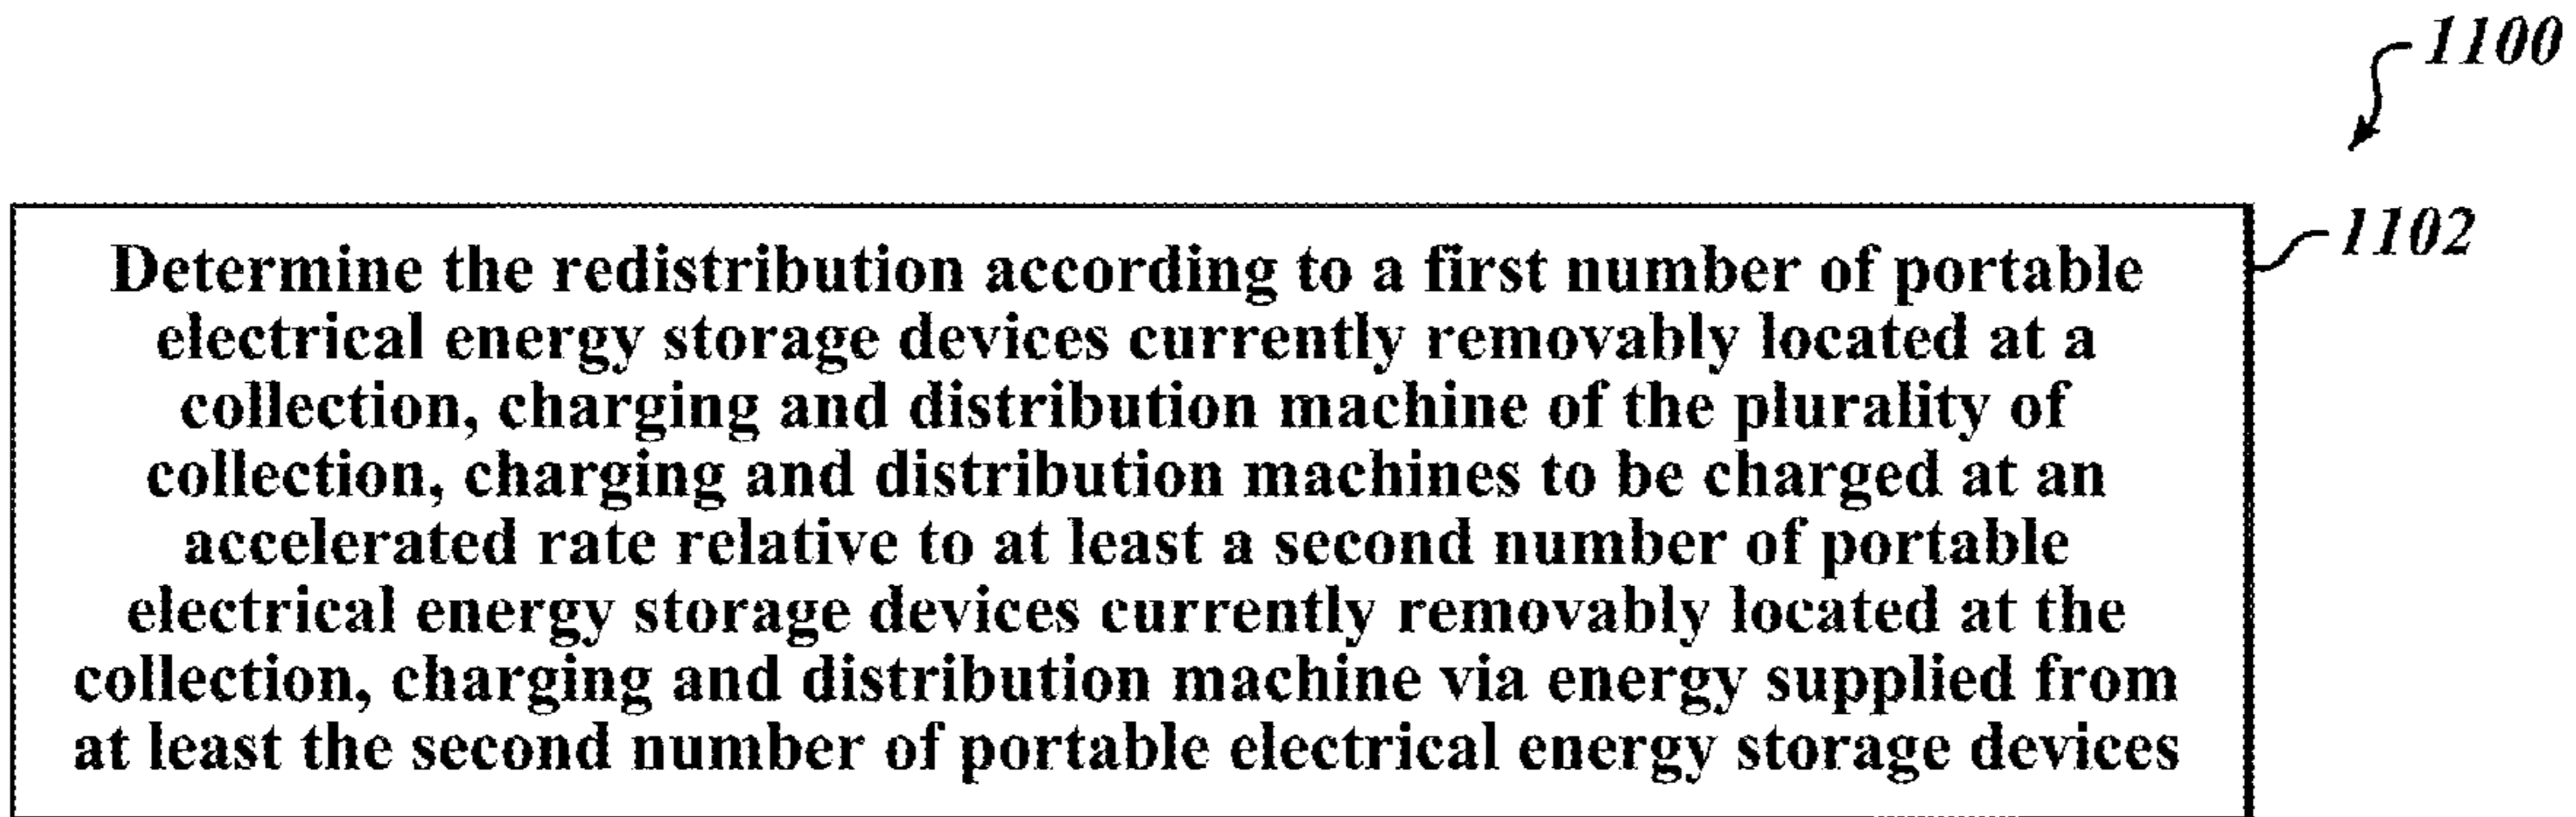 1100
1102
Determine the redistribution according to a first number of portable
electrical energy storage devices currently removably located at a
collection, charging and distribution machine of the plurality of
collection, charging and distribution machines to be charged at an
accelerated rate relative to at least a second number of portable
electrical energy storage devices currently removably located at the
collection, charging and distribution machine via energy supplied from
at least the second number of portable electrical energy storage devices